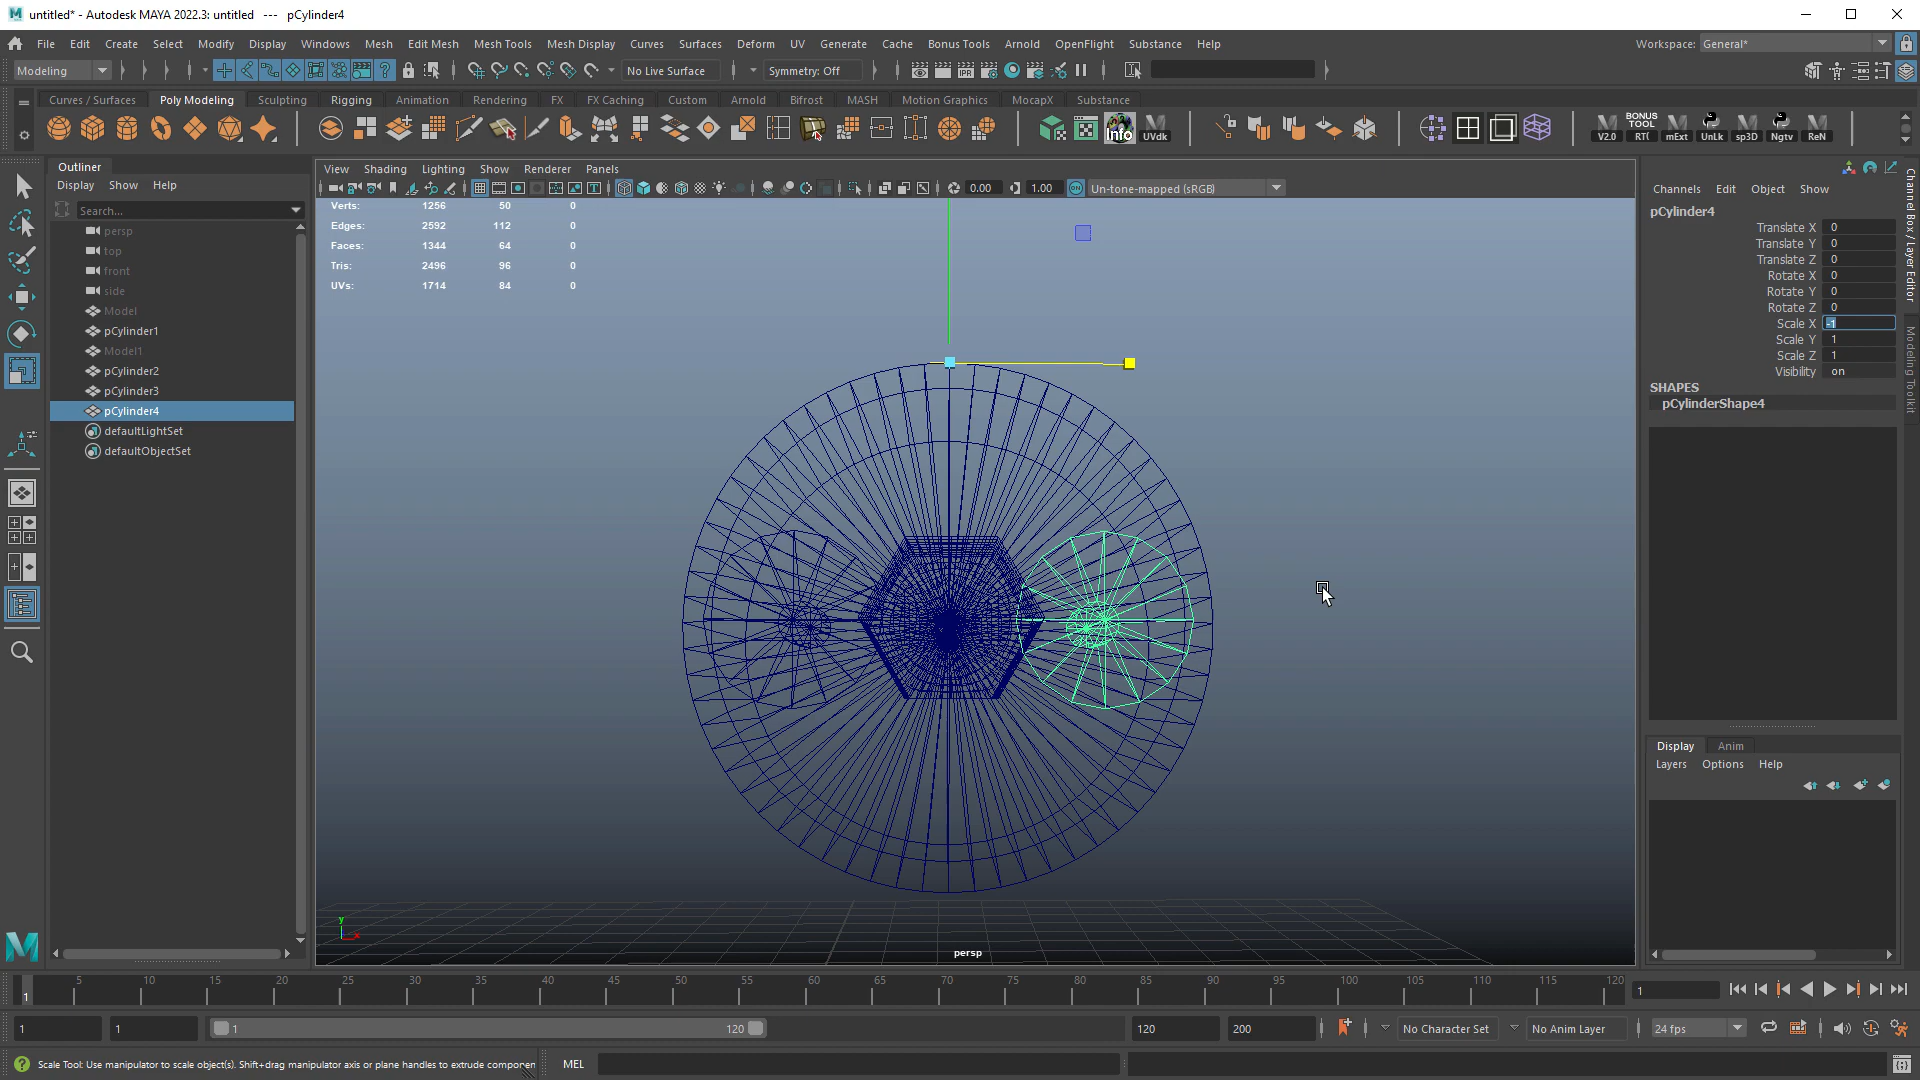 untitled* - Autodesk MAYA 2022.3: untitled --- pCylinder4
File Edit Create Select Modify Display Windows Mesh Edit Mesh Mesh Tools Mesh Display Curves Surfaces Deform UV Generate Cache Bonus Tools Arnold OpenFlight Substance Help
Workspace: General*
Modeling
No Live Surface
Symmetry: Off
Curves / Surfaces Poly Modeling Sculpting Rigging Animation Rendering FX FX Caching Custom Arnold Bifrost MASH Motion Graphics MocapX Substance
Info UVdk V2.0 BONUS TOOL RT( mExt UnLk sp3D Ngtv ReN
Outliner
Display Show Help
Search...
persp
top
front
side
Model
pCylinder1
Model1
pCylinder2
pCylinder3
pCylinder4
defaultLightSet
defaultObjectSet
View Shading Lighting Show Renderer Panels
IPR
0.00 1.00 ON Un-tone-mapped (sRGB)
Verts: 1256 50 0
Edges: 2592 112 0
Faces: 1344 64 0
Tris: 2496 96 0
UVs: 1714 84 0
y
x
persp
Channels Edit Object Show
pCylinder4
Translate X 0
Translate Y 0
Translate Z 0
Rotate X 0
Rotate Y 0
Rotate Z 0
Scale X -1
Scale Y 1
Scale Z 1
Visibility on
SHAPES
pCylinderShape4
Channel Box / Layer Editor
Modeling Toolkit
Display Anim
Layers Options Help
1 5 10 15 20 25 30 35 40 45 50 55 60 65 70 75 80 85 90 95 100 105 110 115 120
1
1 1 1 120 120 200
No Character Set
No Anim Layer
24 fps
Scale Tool: Use manipulator to scale object(s). Shift+drag manipulator axis or plane handles to extrude componen
MEL